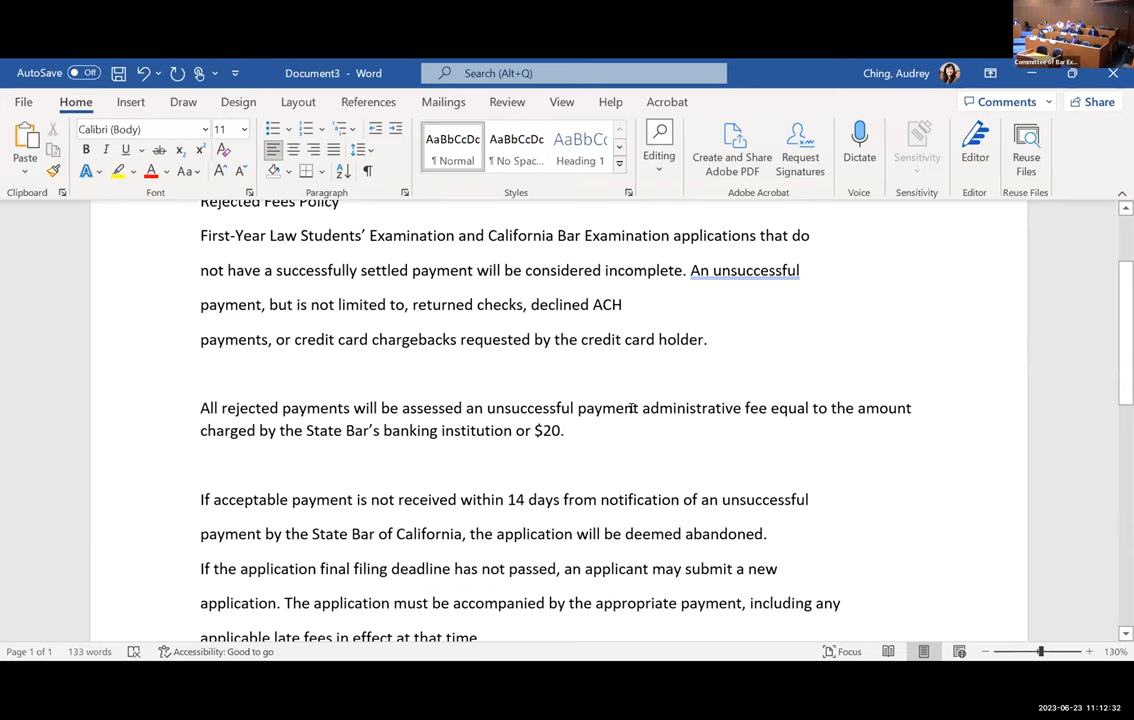 Committee of Bar Ex...
AutoSave Off Document3 - Word Search (Alt+Q) Ching, Audrey
File Home Insert Draw Design Layout References Mailings Review View Help Acrobat Comments Share
Calibri (Body) 11 AaBbCcDc AaBbCcDc AaBbCc
Paste B I U ab x₂ x² A Aa A A ¶ Normal ¶ No Spac... Heading 1 Editing Create and Share Adobe PDF Request Signatures Dictate Sensitivity Editor Reuse Files
Clipboard Font Paragraph Styles Adobe Acrobat Voice Sensitivity Editor Reuse Files
Rejected Fees Policy
First-Year Law Students’ Examination and California Bar Examination applications that do
not have a successfully settled payment will be considered incomplete. An unsuccessful
payment, but is not limited to, returned checks, declined ACH
payments, or credit card chargebacks requested by the credit card holder.
All rejected payments will be assessed an unsuccessful payment administrative fee equal to the amount
charged by the State Bar’s banking institution or $20.
If acceptable payment is not received within 14 days from notification of an unsuccessful
payment by the State Bar of California, the application will be deemed abandoned.
If the application final filing deadline has not passed, an applicant may submit a new
application. The application must be accompanied by the appropriate payment, including any
applicable late fees in effect at that time
Page 1 of 1 133 words Accessibility: Good to go Focus 130%
2023-06-23 11:12:32